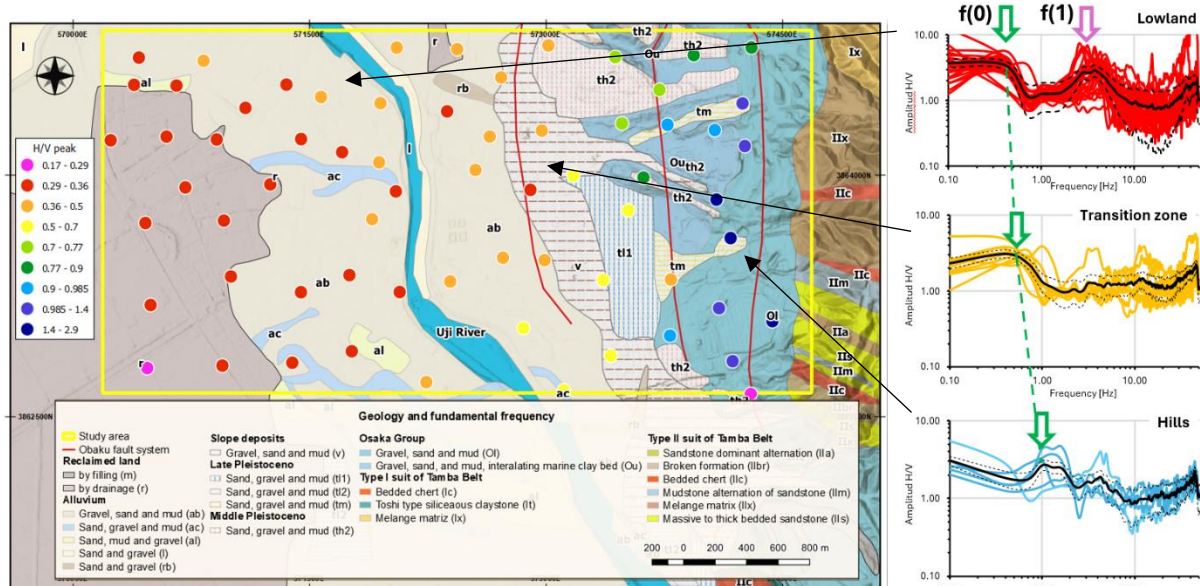 570000E
571500E
573000E
574500E
l
r
Ou
th2
th2
Ix
al
rb
th2
tm
IIx
H/V peak
0.17 - 0.29
0.29 - 0.36
0.36 - 0.5
0.5 - 0.7
0.7 - 0.77
0.77 - 0.9
0.9 - 0.985
0.985 - 1.4
1.4 - 2.9
l
ac
r
Ou
th2
3864000N
IIc
th2
ab
tl1
v
tm
IIc
IIm
ab
ac
Uji River
Ol
IIa
al
IIs
r
th2
IIm
ac
IIc
3862500N
Geology and fundamental frequency
Study area
Obaku fault system
Reclaimed land
by filling (m)
by drainage (r)
Alluvium
Gravel, sand and mud (ab)
Sand, gravel and mud (ac)
Sand, mud and gravel (al)
Sand and gravel (l)
Sand and gravel (rb)
Slope deposits
Gravel, sand and mud (v)
Late Pleistoceno
Sand, gravel and mud (tl1)
Sand, gravel and mud (tl2)
Sand, gravel and mud (tm)
Middle Pleistoceno
Sand, gravel and mud (th2)
Osaka Group
Gravel, sand and mud (Ol)
Gravel, sand, and mud, interalating marine clay bed (Ou)
Type I suit of Tamba Belt
Bedded chert (Ic)
Toshi type siliceaous claystone (It)
Melange matriz (Ix)
Type II suit of Tamba Belt
Sandstone dominant alternation (IIa)
Broken formation (IIbr)
Bedded chert (IIc)
Mudstone alternation of sandstone (IIm)
Melange matrix (IIx)
Massive to thick bedded sandstone (IIs)
200 0 200 400 600 800 m
f(0)
f(1)
Lowland
10.00
1.00
0.10
Amplitud H/V
0.10 1.00 10.00
Frequency [Hz]
Transition zone
10.00
1.00
0.10
Amplitud H/V
0.10 1.00 10.00
Frequency [Hz]
Hills
10.00
1.00
0.10
Amplitud H/V